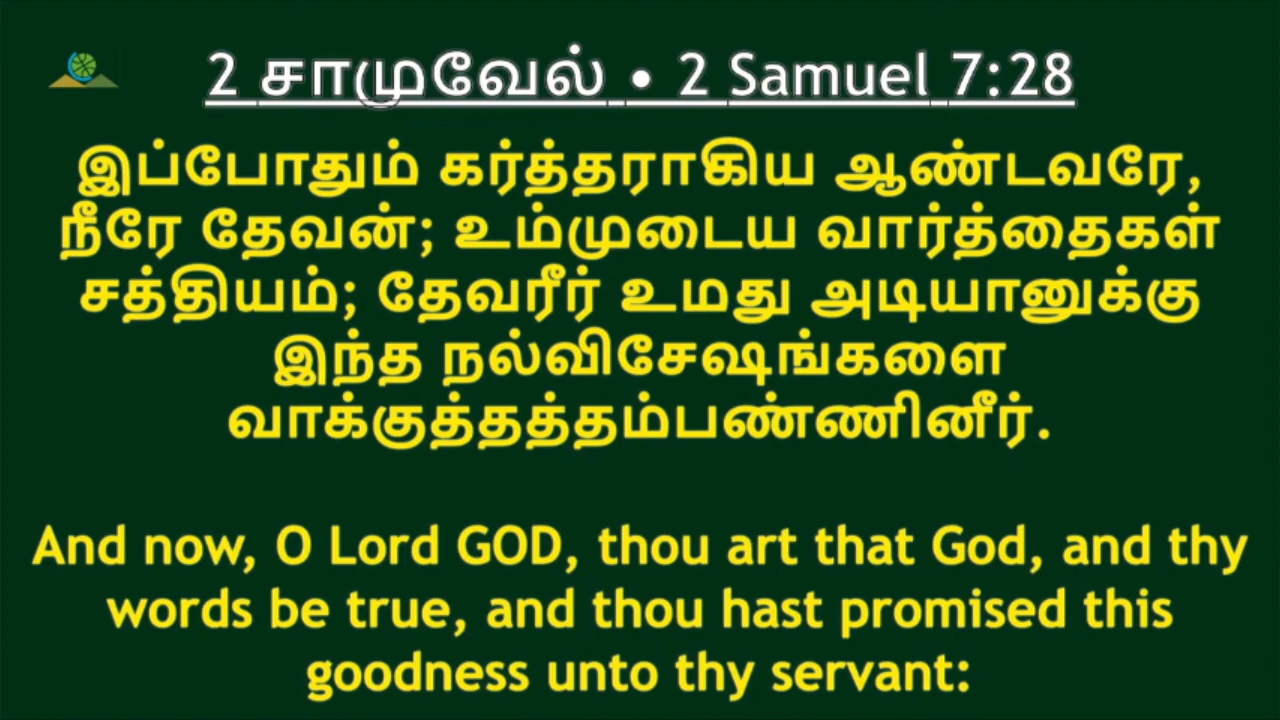 2 சாமுவேல் • 2 Samuel 7:28
இப்போதும் கர்த்தராகிய ஆண்டவரே,
நீரே தேவன்; உம்முடைய வார்த்தைகள்
சத்தியம்; தேவரீர் உமது அடியானுக்கு
இந்த நல்விசேஷங்களை
வாக்குத்தத்தம்பண்ணினீர்.
And now, O Lord GOD, thou art that God, and thy
words be true, and thou hast promised this
goodness unto thy servant: